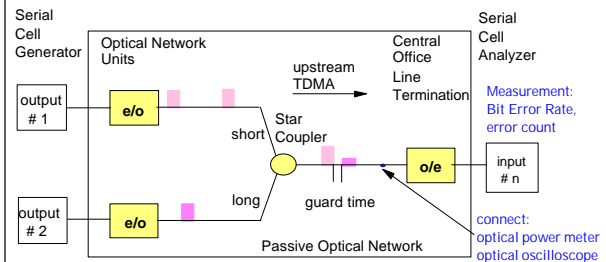 Serial
Cell
Generator
Optical Network
Units
Central
Office
Line
Termination
Serial
Cell
Analyzer
upstream
TDMA
Measurement:
Bit Error Rate,
error count
output
# 1
e/o
short
Star
Coupler
o/e
input
# n
long
guard time
output
# 2
e/o
connect:
optical power meter
optical oscilloscope
Passive Optical Network